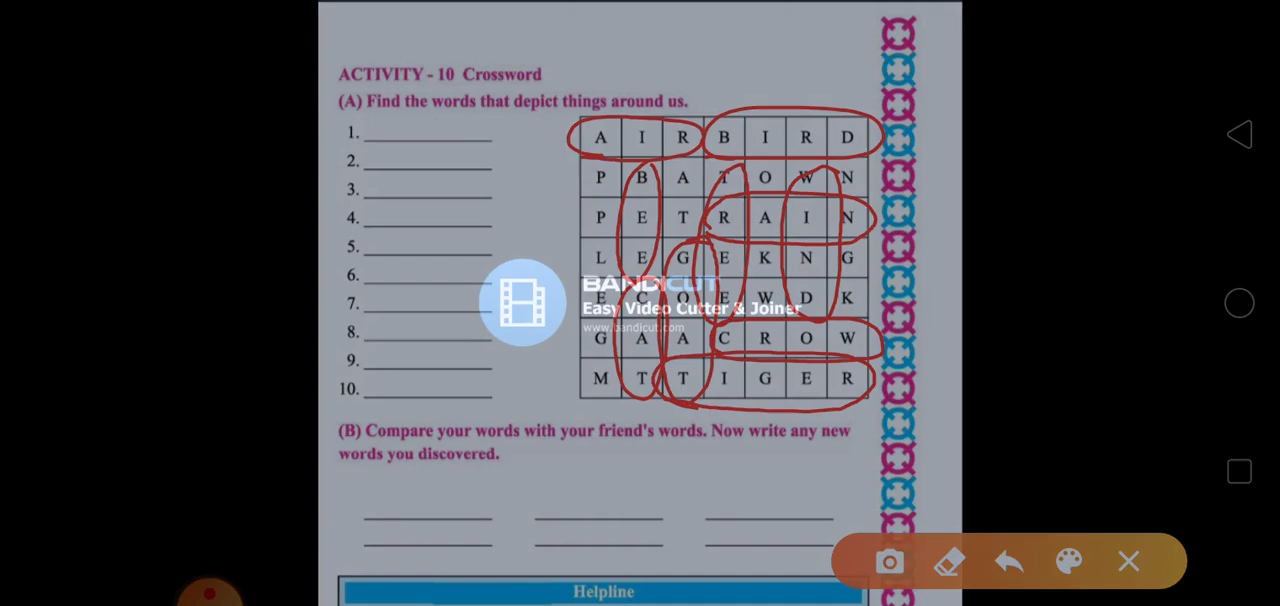 ACTIVITY - 10 Crossword
(A) Find the words that depict things around us.
1.
2.
3.
4.
5.
6.
7.
8.
9.
10.
A I R B I R D
P B A T O W N
P E T R A I N
L E G E K N G
E C O E W D K
G A A C R O W
M T T I G E R
BANDICUT
Easy Video Cutter & Joiner
www.bandicut.com
(B) Compare your words with your friend's words. Now write any new
words you discovered.
Helpline